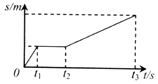 s/m
0
t₁
t₂
t₃ t/s